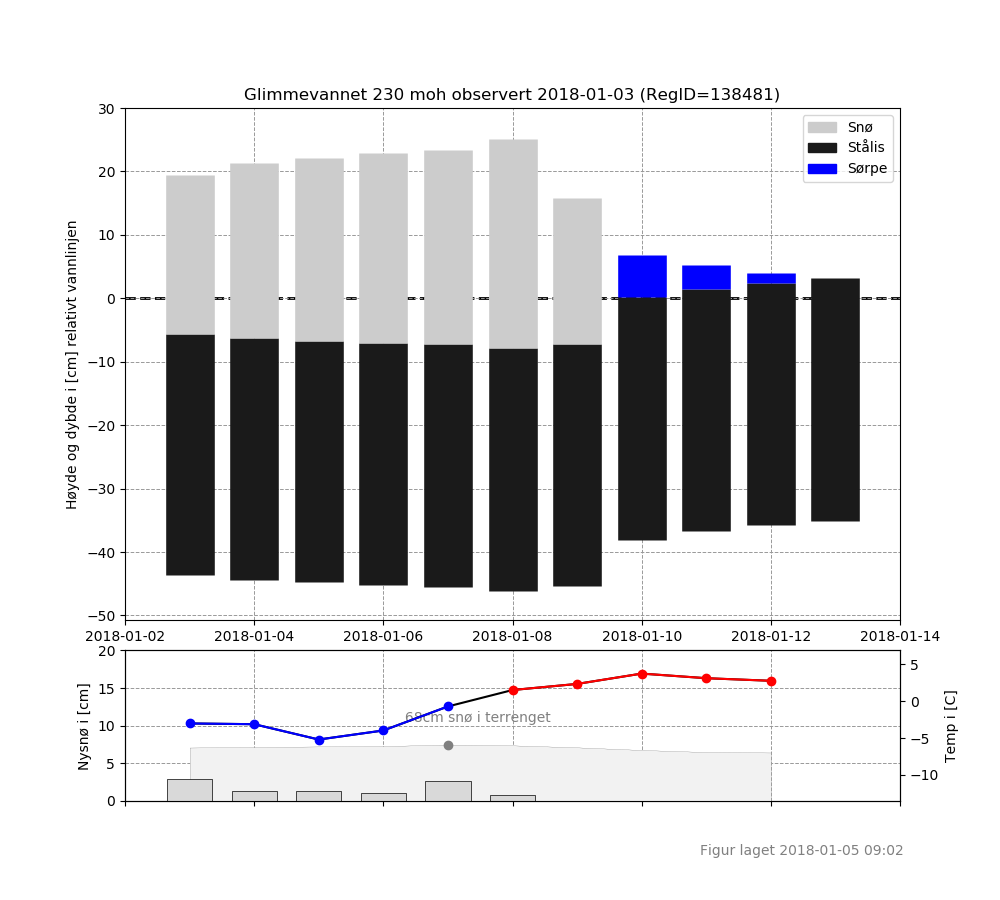 Glimmevannet 230 moh observert 2018-01-03 (RegID=138481)
Snø
Stålis
Sørpe
Høyde og dybde i [cm] relativt vannlinjen
30
20
10
0
−10
−20
−30
−40
−50
2018-01-02 2018-01-04 2018-01-06 2018-01-08 2018-01-10 2018-01-12 2018-01-14
Nysnø i [cm]
20
15
10
5
0
68cm snø i terrenget
5
0
−5
−10
Temp i [C]
Figur laget 2018-01-05 09:02